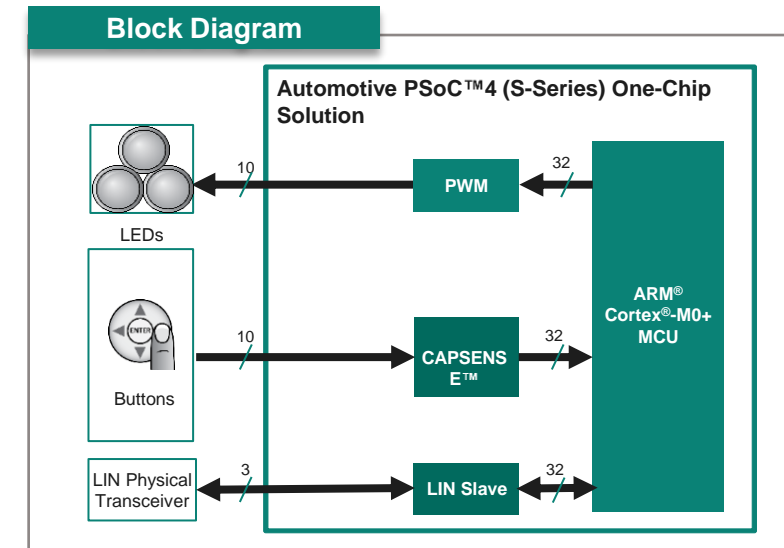 Block Diagram
Automotive PSoC™4 (S-Series) One-Chip
Solution
10
32
PWM
LEDs
ARM®
Cortex®-M0+
MCU
ENTER
10
32
CAPSENS
E™
Buttons
LIN Physical
Transceiver
3
32
LIN Slave